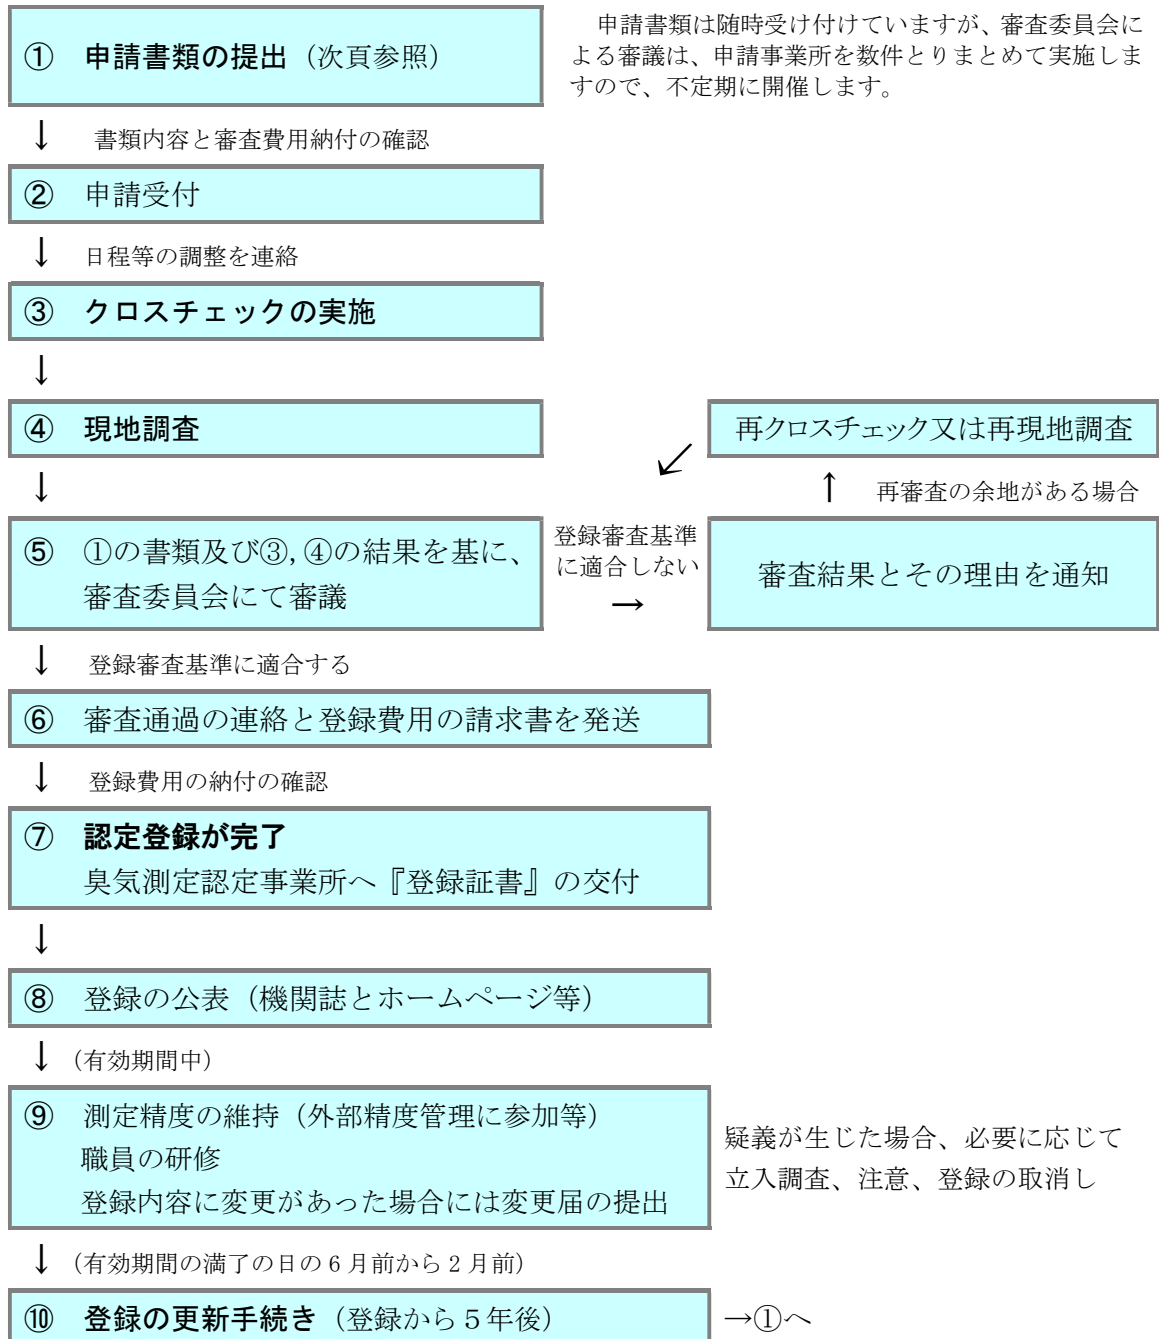 ① 申請書類の提出（次頁参照）
申請書類は随時受け付けていますが、審査委員会に
よる審議は、申請事業所を数件とりまとめて実施しま
すので、不定期に開催します。
↓ 書類内容と審査費用納付の確認
② 申請受付
↓ 日程等の調整を連絡
③ クロスチェックの実施
↓
④ 現地調査
再クロスチェック又は再現地調査
↙
↓
↑ 再審査の余地がある場合
⑤ ①の書類及び③,④の結果を基に、
審査委員会にて審議
登録審査基準
に適合しない
→
審査結果とその理由を通知
↓ 登録審査基準に適合する
⑥ 審査通過の連絡と登録費用の請求書を発送
↓ 登録費用の納付の確認
⑦ 認定登録が完了
臭気測定認定事業所へ『登録証書』の交付
↓
⑧ 登録の公表（機関誌とホームページ等）
↓（有効期間中）
⑨ 測定精度の維持（外部精度管理に参加等）
職員の研修
登録内容に変更があった場合には変更届の提出
疑義が生じた場合、必要に応じて
立入調査、注意、登録の取消し
↓（有効期間の満了の日の６月前から２月前）
⑩ 登録の更新手続き（登録から５年後）
→①へ